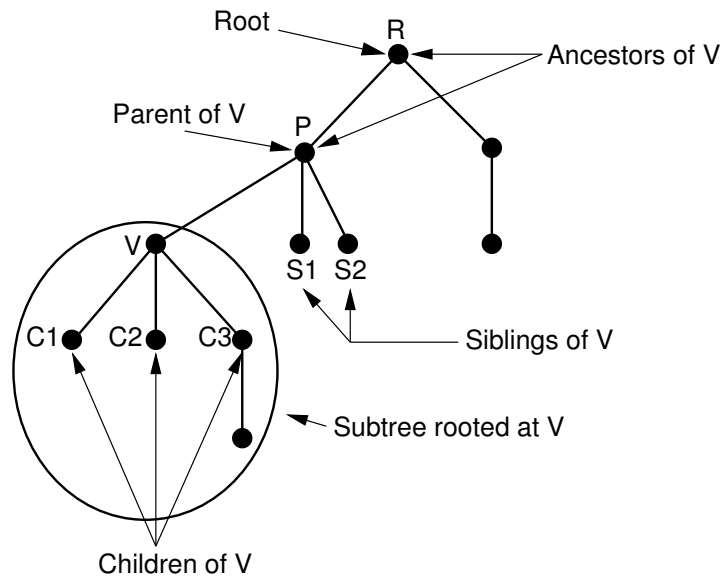 Root
R
Ancestors of V
Parent of V
P
V
S1
S2
C1
C2
C3
Siblings of V
Subtree rooted at V
Children of V